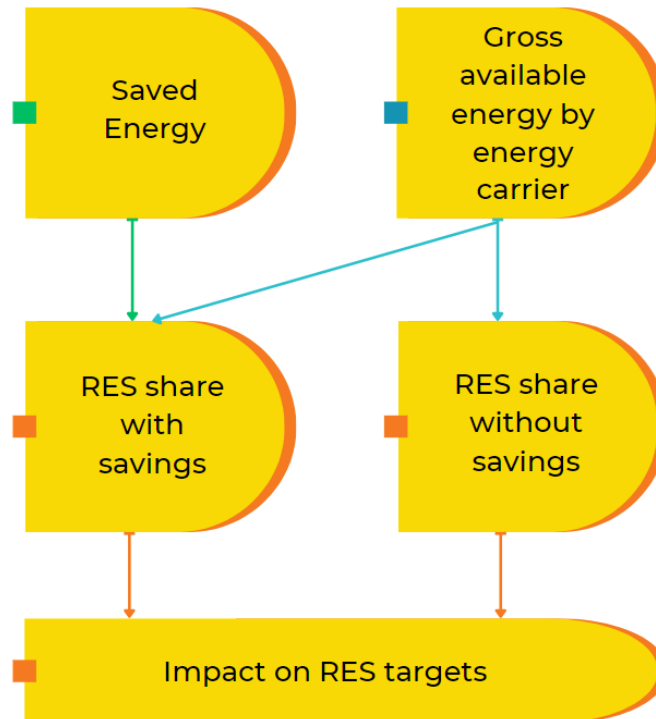 Saved
Energy
Gross
available
energy by
energy
carrier
RES share
with
savings
RES share
without
savings
Impact on RES targets